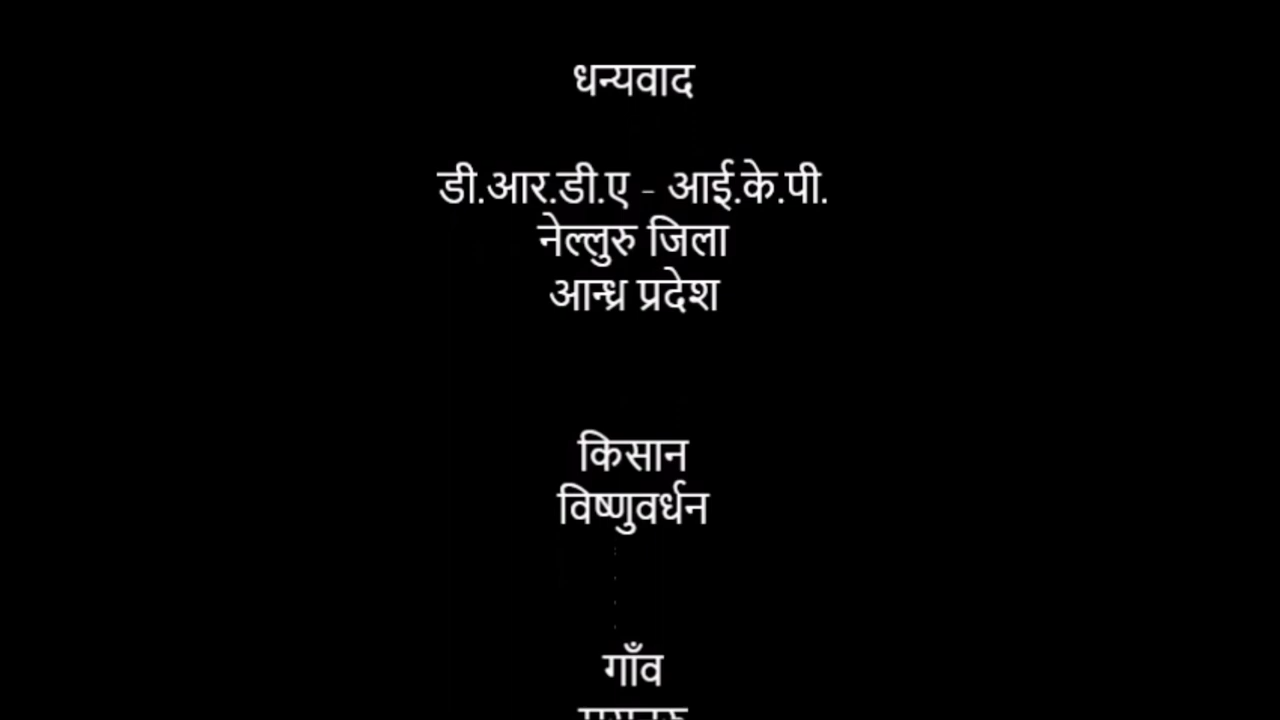 धन्यवाद
डी.आर.डी.ए - आई.के.पी.
नेल्लुरु जिला
आन्ध्र प्रदेश
किसान
विष्णुवर्धन
गाँव